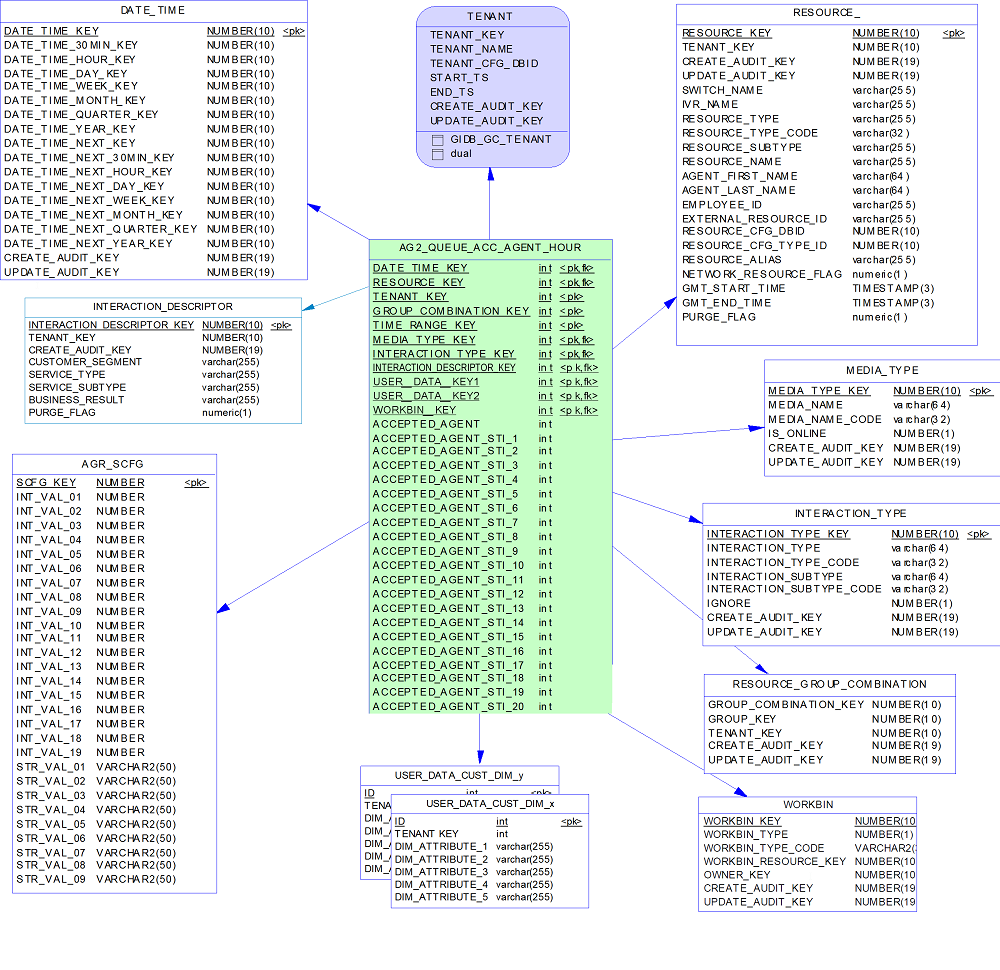 DATE_TIME
DATE_TIME_KEY NUMBER(10) <pk>
DATE_TIME_30MIN_KEY NUMBER(10)
DATE_TIME_HOUR_KEY NUMBER(10)
DATE_TIME_DAY_KEY NUMBER(10)
DATE_TIME_WEEK_KEY NUMBER(10)
DATE_TIME_MONTH_KEY NUMBER(10)
DATE_TIME_QUARTER_KEY NUMBER(10)
DATE_TIME_YEAR_KEY NUMBER(10)
DATE_TIME_NEXT_KEY NUMBER(10)
DATE_TIME_NEXT_30MIN_KEY NUMBER(10)
DATE_TIME_NEXT_HOUR_KEY NUMBER(10)
DATE_TIME_NEXT_DAY_KEY NUMBER(10)
DATE_TIME_NEXT_WEEK_KEY NUMBER(10)
DATE_TIME_NEXT_MONTH_KEY NUMBER(10)
DATE_TIME_NEXT_QUARTER_KEY NUMBER(10)
DATE_TIME_NEXT_YEAR_KEY NUMBER(10)
CREATE_AUDIT_KEY NUMBER(19)
UPDATE_AUDIT_KEY NUMBER(19)
TENANT
TENANT_KEY
TENANT_NAME
TENANT_CFG_DBID
START_TS
END_TS
CREATE_AUDIT_KEY
UPDATE_AUDIT_KEY
GIDB_GC_TENANT
dual
RESOURCE_
RESOURCE_KEY NUMBER(10) <pk>
TENANT_KEY NUMBER(10)
CREATE_AUDIT_KEY NUMBER(19)
UPDATE_AUDIT_KEY NUMBER(19)
SWITCH_NAME varchar(255)
IVR_NAME varchar(255)
RESOURCE_TYPE varchar(255)
RESOURCE_TYPE_CODE varchar(32)
RESOURCE_SUBTYPE varchar(255)
RESOURCE_NAME varchar(255)
AGENT_FIRST_NAME varchar(64)
AGENT_LAST_NAME varchar(64)
EMPLOYEE_ID varchar(255)
EXTERNAL_RESOURCE_ID varchar(255)
RESOURCE_CFG_DBID NUMBER(10)
RESOURCE_CFG_TYPE_ID NUMBER(10)
RESOURCE_ALIAS varchar(255)
NETWORK_RESOURCE_FLAG numeric(1)
GMT_START_TIME TIMESTAMP(3)
GMT_END_TIME TIMESTAMP(3)
PURGE_FLAG numeric(1)
INTERACTION_DESCRIPTOR
INTERACTION_DESCRIPTOR_KEY NUMBER(10) <pk>
TENANT_KEY NUMBER(10)
CREATE_AUDIT_KEY NUMBER(19)
CUSTOMER_SEGMENT varchar(255)
SERVICE_TYPE varchar(255)
SERVICE_SUBTYPE varchar(255)
BUSINESS_RESULT varchar(255)
PURGE_FLAG numeric(1)
AG2_QUEUE_ACC_AGENT_HOUR
DATE_TIME_KEY int <pk,fk>
RESOURCE_KEY int <pk,fk>
TENANT_KEY int <pk>
GROUP_COMBINATION_KEY int <pk,fk>
TIME_RANGE_KEY int <pk>
MEDIA_TYPE_KEY int <pk,fk>
INTERACTION_TYPE_KEY int <pk,fk>
INTERACTION_DESCRIPTOR_KEY int <pk,fk>
USER__DATA__KEY1 int <pk,fk>
USER__DATA__KEY2 int <pk,fk>
WORKBIN__KEY int <pk,fk>
ACCEPTED_AGENT int
ACCEPTED_AGENT_STI_1 int
ACCEPTED_AGENT_STI_2 int
ACCEPTED_AGENT_STI_3 int
ACCEPTED_AGENT_STI_4 int
ACCEPTED_AGENT_STI_5 int
ACCEPTED_AGENT_STI_6 int
ACCEPTED_AGENT_STI_7 int
ACCEPTED_AGENT_STI_8 int
ACCEPTED_AGENT_STI_9 int
ACCEPTED_AGENT_STI_10 int
ACCEPTED_AGENT_STI_11 int
ACCEPTED_AGENT_STI_12 int
ACCEPTED_AGENT_STI_13 int
ACCEPTED_AGENT_STI_14 int
ACCEPTED_AGENT_STI_15 int
ACCEPTED_AGENT_STI_16 int
ACCEPTED_AGENT_STI_17 int
ACCEPTED_AGENT_STI_18 int
ACCEPTED_AGENT_STI_19 int
ACCEPTED_AGENT_STI_20 int
MEDIA_TYPE
MEDIA_TYPE_KEY NUMBER(10) <pk>
MEDIA_NAME varchar(64)
MEDIA_NAME_CODE varchar(32)
IS_ONLINE NUMBER(1)
CREATE_AUDIT_KEY NUMBER(19)
UPDATE_AUDIT_KEY NUMBER(19)
AGR_SCFG
SCFG_KEY NUMBER <pk>
INT_VAL_01 NUMBER
INT_VAL_02 NUMBER
INT_VAL_03 NUMBER
INT_VAL_04 NUMBER
INT_VAL_05 NUMBER
INT_VAL_06 NUMBER
INT_VAL_07 NUMBER
INT_VAL_08 NUMBER
INT_VAL_09 NUMBER
INT_VAL_10 NUMBER
INT_VAL_11 NUMBER
INT_VAL_12 NUMBER
INT_VAL_13 NUMBER
INT_VAL_14 NUMBER
INT_VAL_15 NUMBER
INT_VAL_16 NUMBER
INT_VAL_17 NUMBER
INT_VAL_18 NUMBER
INT_VAL_19 NUMBER
STR_VAL_01 VARCHAR2(50)
STR_VAL_02 VARCHAR2(50)
STR_VAL_03 VARCHAR2(50)
STR_VAL_04 VARCHAR2(50)
STR_VAL_05 VARCHAR2(50)
STR_VAL_06 VARCHAR2(50)
STR_VAL_07 VARCHAR2(50)
STR_VAL_08 VARCHAR2(50)
STR_VAL_09 VARCHAR2(50)
INTERACTION_TYPE
INTERACTION_TYPE_KEY NUMBER(10) <pk>
INTERACTION_TYPE varchar(64)
INTERACTION_TYPE_CODE varchar(32)
INTERACTION_SUBTYPE varchar(64)
INTERACTION_SUBTYPE_CODE varchar(32)
IGNORE NUMBER(1)
CREATE_AUDIT_KEY NUMBER(19)
UPDATE_AUDIT_KEY NUMBER(19)
RESOURCE_GROUP_COMBINATION
GROUP_COMBINATION_KEY NUMBER(10)
GROUP_KEY NUMBER(10)
TENANT_KEY NUMBER(10)
CREATE_AUDIT_KEY NUMBER(19)
UPDATE_AUDIT_KEY NUMBER(19)
USER_DATA_CUST_DIM_y
ID int <pk>
TENA
DIM_A
DIM_A
DIM_A
DIM_A
DIM_A
USER_DATA_CUST_DIM_x
ID int <pk>
TENANT KEY int
DIM_ATTRIBUTE_1 varchar(255)
DIM_ATTRIBUTE_2 varchar(255)
DIM_ATTRIBUTE_3 varchar(255)
DIM_ATTRIBUTE_4 varchar(255)
DIM_ATTRIBUTE_5 varchar(255)
WORKBIN
WORKBIN_KEY NUMBER(10
WORKBIN_TYPE NUMBER(1)
WORKBIN_TYPE_CODE VARCHAR2(
WORKBIN_RESOURCE_KEY NUMBER(10
OWNER_KEY NUMBER(10
CREATE_AUDIT_KEY NUMBER(19
UPDATE_AUDIT_KEY NUMBER(19